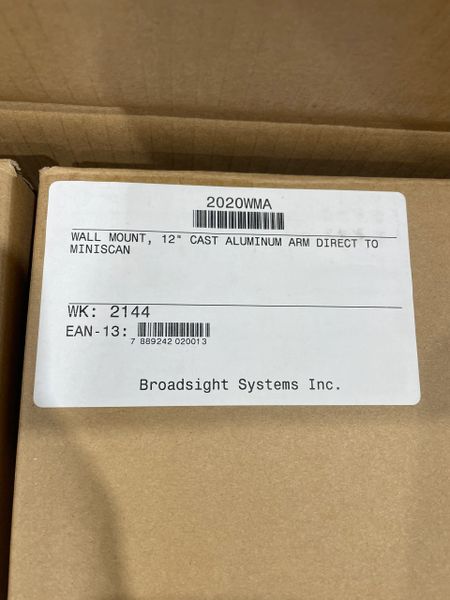 2020WMA
WALL MOUNT, 12" CAST ALUMINUM ARM DIRECT TO
MINISCAN
WK: 2144
EAN-13:
7 889242 020013
Broadsight Systems Inc.